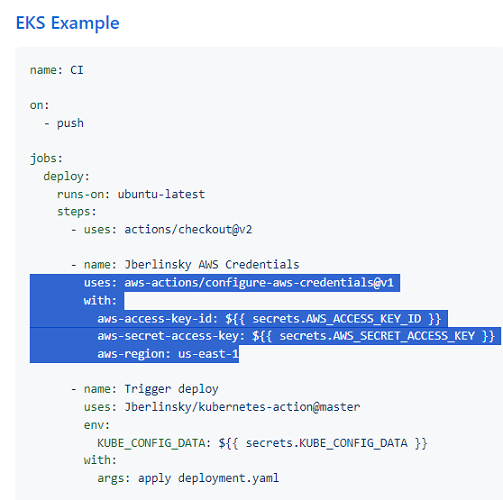 EKS Example
name: CI
on:
- push
jobs:
deploy:
runs-on: ubuntu-latest
steps:
- uses: actions/checkout@v2
- name: Jberlinsky AWS Credentials
uses: aws-actions/configure-aws-credentials@v1
with:
aws-access-key-id: ${{ secrets.AWS_ACCESS_KEY_ID }}
aws-secret-access-key: ${{ secrets.AWS_SECRET_ACCESS_KEY }}
aws-region: us-east-1
- name: Trigger deploy
uses: Jberlinsky/kubernetes-action@master
env:
KUBE_CONFIG_DATA: ${{ secrets.KUBE_CONFIG_DATA }}
with:
args: apply deployment.yaml